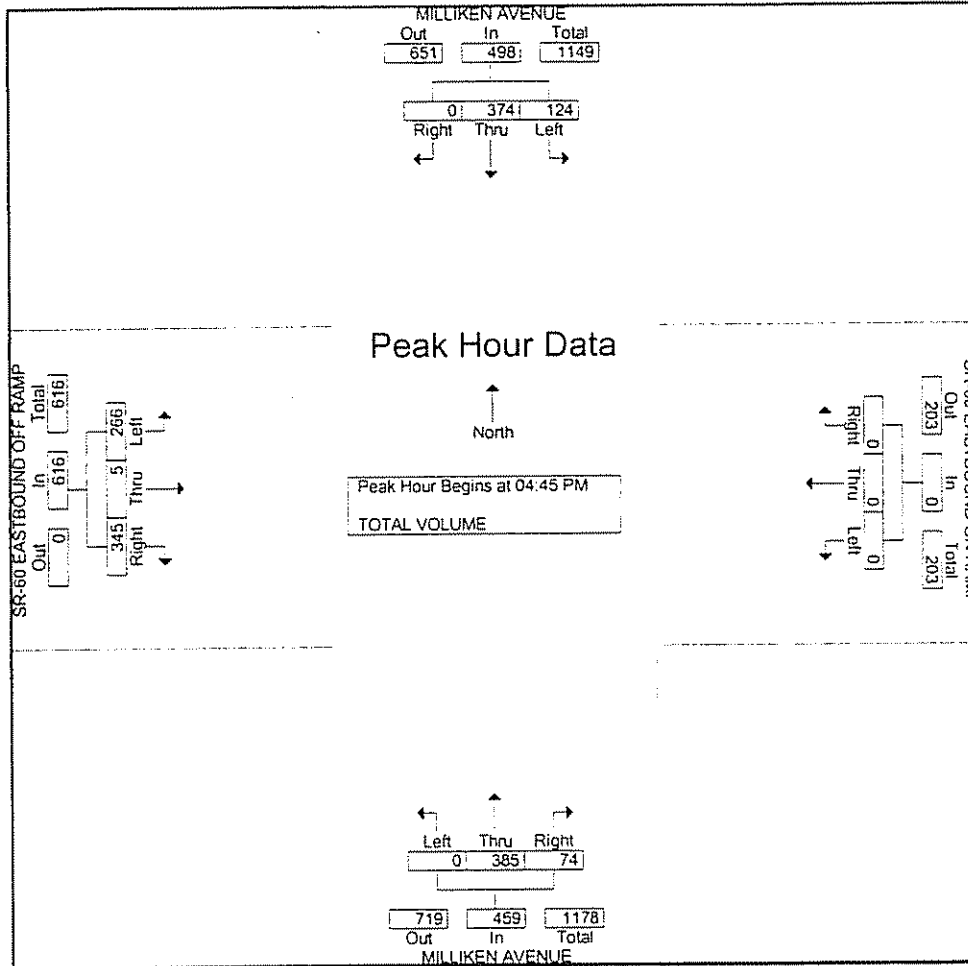 MILLIKEN AVENUE
Out In Total
651 498 1149
0 374 124
Right Thru Left
Peak Hour Data
North
Peak Hour Begins at 04:45 PM
TOTAL VOLUME
SR-60 EASTBOUND OFF RAMP
Out In Total
0 616 616
345 5 266
Right Thru Left
Right Thru Left
0 0 0
Out In Total
203 0 203
Left Thru Right
0 385 74
719 459 1178
Out In Total
MILLIKEN AVENUE